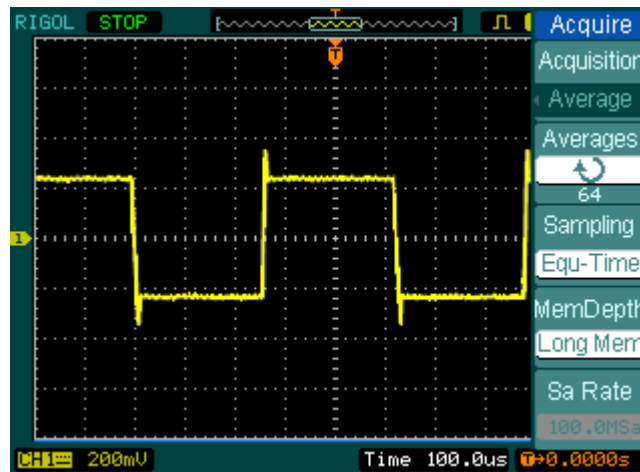 RIGOL STOP
T
T
1
Acquire
Acquisition
Average
Averages
64
Sampling
Equ-Time
MemDepth
Long Mem
Sa Rate
100.0MSa
CH1 200mV Time 100.0us T→0.0000s